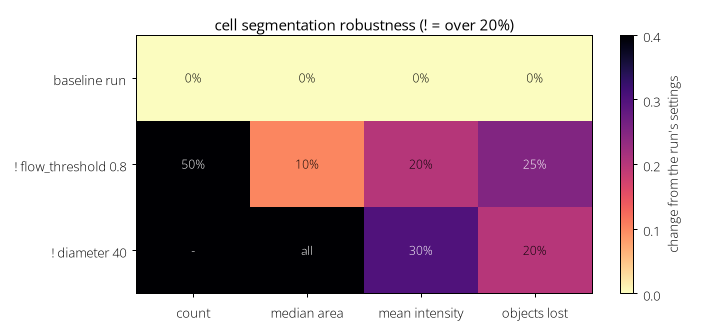 cell segmentation robustness (! = over 20%)
baseline run
0%
0%
0%
0%
! flow_threshold 0.8
50%
10%
20%
25%
! diameter 40
-
all
30%
20%
count
median area
mean intensity
objects lost
0.4
0.3
0.2
0.1
0.0
change from the run's settings